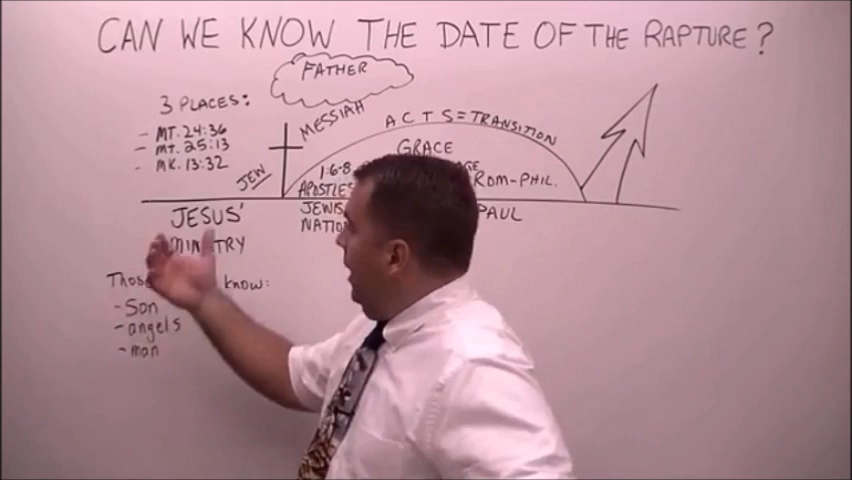 CAN WE KNOW THE DATE OF THE RAPTURE?
FATHER
3 PLACES:
- MT. 24:36
- MT. 25:13
- MK. 13:32
JEW
MESSIAH
ACTS = TRANSITION
GRACE
1-6-8
APOSTLES
ROM-PHIL.
JESUS'
MINISTRY
PAUL
know:
- Son
- angels
- man